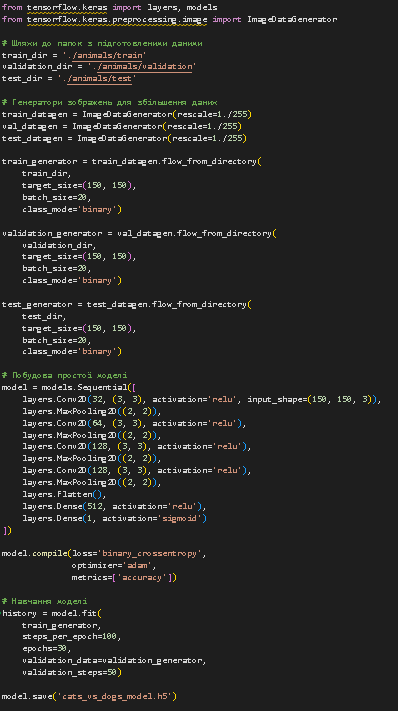 from tensorflow.keras import layers, models
from tensorflow.keras.preprocessing.image import ImageDataGenerator

# Шляхи до папок з підготовленими даними
train_dir = './animals/train'
validation_dir = './animals/validation'
test_dir = './animals/test'

# Генератори зображень для збільшення даних
train_datagen = ImageDataGenerator(rescale=1./255)
val_datagen = ImageDataGenerator(rescale=1./255)
test_datagen = ImageDataGenerator(rescale=1./255)

train_generator = train_datagen.flow_from_directory(
    train_dir,
    target_size=(150, 150),
    batch_size=20,
    class_mode='binary')

validation_generator = val_datagen.flow_from_directory(
    validation_dir,
    target_size=(150, 150),
    batch_size=20,
    class_mode='binary')

test_generator = test_datagen.flow_from_directory(
    test_dir,
    target_size=(150, 150),
    batch_size=20,
    class_mode='binary')

# Побудова простої моделі
model = models.Sequential([
    layers.Conv2D(32, (3, 3), activation='relu', input_shape=(150, 150, 3)),
    layers.MaxPooling2D((2, 2)),
    layers.Conv2D(64, (3, 3), activation='relu'),
    layers.MaxPooling2D((2, 2)),
    layers.Conv2D(128, (3, 3), activation='relu'),
    layers.MaxPooling2D((2, 2)),
    layers.Conv2D(128, (3, 3), activation='relu'),
    layers.MaxPooling2D((2, 2)),
    layers.Flatten(),
    layers.Dense(512, activation='relu'),
    layers.Dense(1, activation='sigmoid')
])

model.compile(loss='binary_crossentropy',
              optimizer='adam',
              metrics=['accuracy'])

# Навчання моделі
history = model.fit(
    train_generator,
    steps_per_epoch=100,
    epochs=30,
    validation_data=validation_generator,
    validation_steps=50)

model.save('cats_vs_dogs_model.h5')